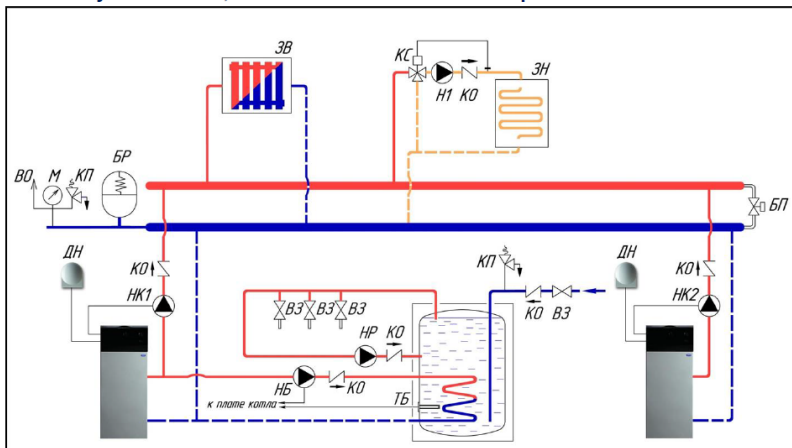 ЗВ
КС
Н1
КО
ЗН
ВО
М
КП
БР
БП
ДН
КО
НК1
ВЗ
ВЗ
ВЗ
НР
КО
КП
КО
ВЗ
ДН
КО
НК2
НБ
КО
ТБ
к плате котла